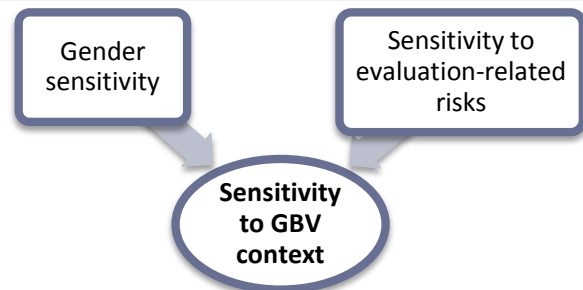 Gender
sensitivity
Sensitivity to
evaluation-related
risks
Sensitivity
to GBV
context